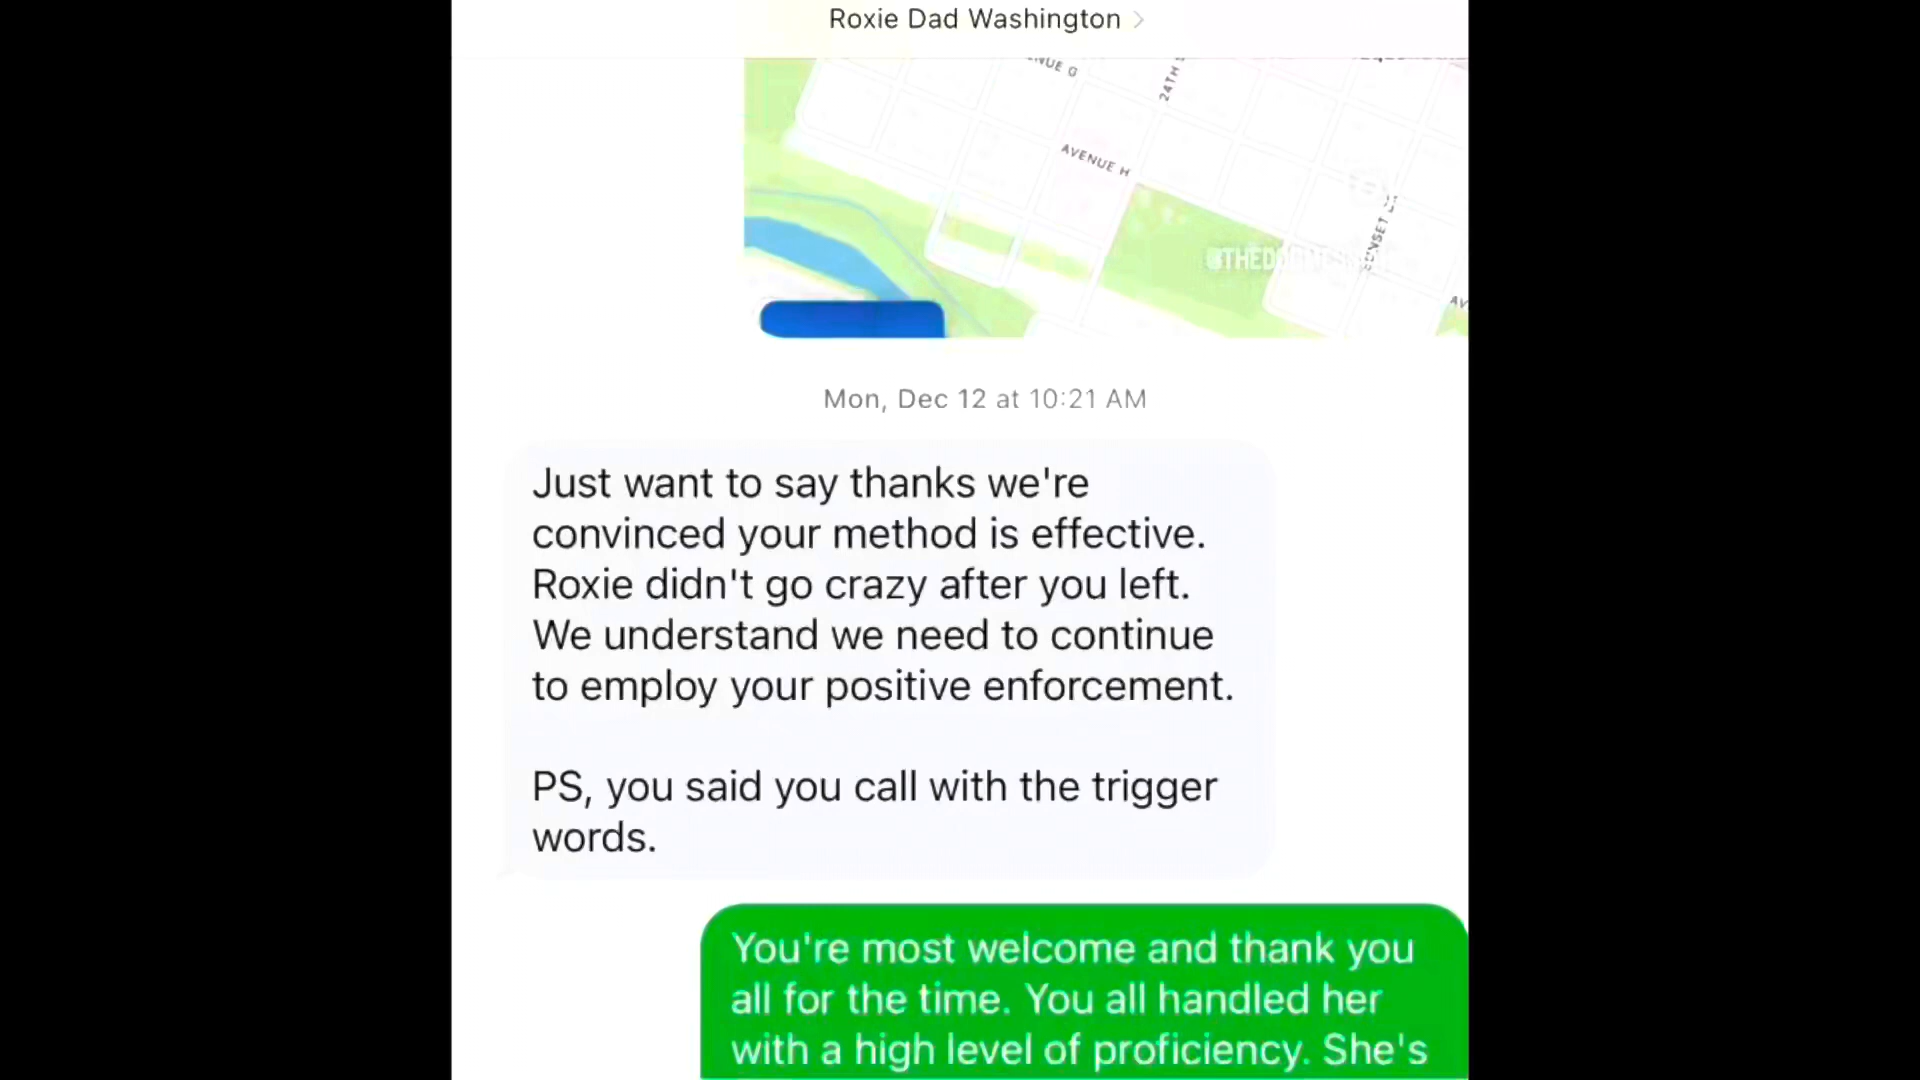 Roxie Dad Washington
NUE G
24TH
AVENUE H
Mon, Dec 12 at 10:21 AM
Just want to say thanks we're
convinced your method is effective.
Roxie didn't go crazy after you left.
We understand we need to continue
to employ your positive enforcement.
PS, you said you call with the trigger
words.
You're most welcome and thank you
all for the time. You all handled her
with a high level of proficiency. She's